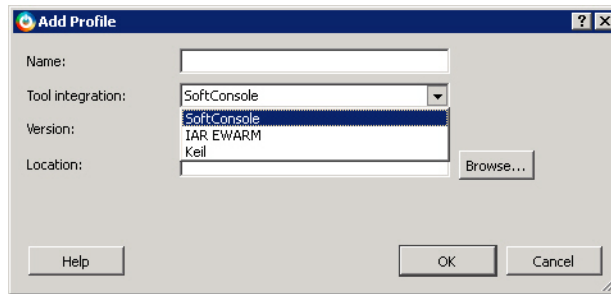 Add Profile
Name:
Tool integration: SoftConsole
SoftConsole
Version:
IAR EWARM
Keil
Location: Browse...
Help OK Cancel